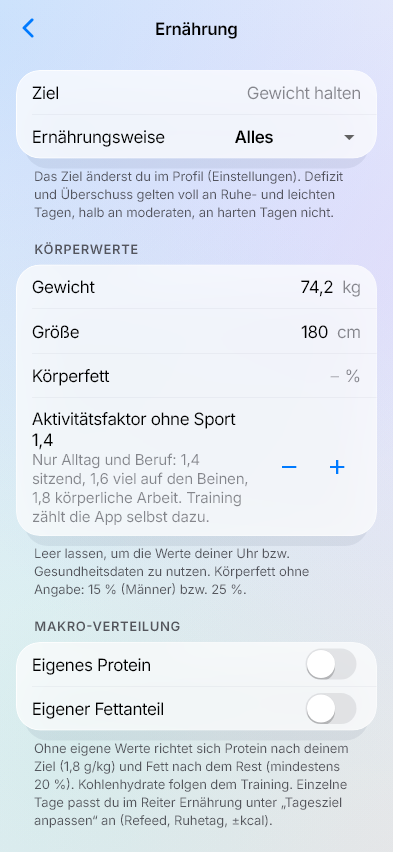 Ernährung
Ziel Gewicht halten
Ernährungsweise Alles
Das Ziel änderst du im Profil (Einstellungen). Defizit
und Überschuss gelten voll an Ruhe- und leichten
Tagen, halb an moderaten, an harten Tagen nicht.
KÖRPERWERTE
Gewicht 74,2 kg
Größe 180 cm
Körperfett – %
Aktivitätsfaktor ohne Sport
1,4
Nur Alltag und Beruf: 1,4
sitzend, 1,6 viel auf den Beinen,
1,8 körperliche Arbeit. Training
zählt die App selbst dazu.
− +
Leer lassen, um die Werte deiner Uhr bzw.
Gesundheitsdaten zu nutzen. Körperfett ohne
Angabe: 15 % (Männer) bzw. 25 %.
MAKRO-VERTEILUNG
Eigenes Protein
Eigener Fettanteil
Ohne eigene Werte richtet sich Protein nach deinem
Ziel (1,8 g/kg) und Fett nach dem Rest (mindestens
20 %). Kohlenhydrate folgen dem Training. Einzelne
Tage passt du im Reiter Ernährung unter „Tagesziel
anpassen“ an (Refeed, Ruhetag, ±kcal).